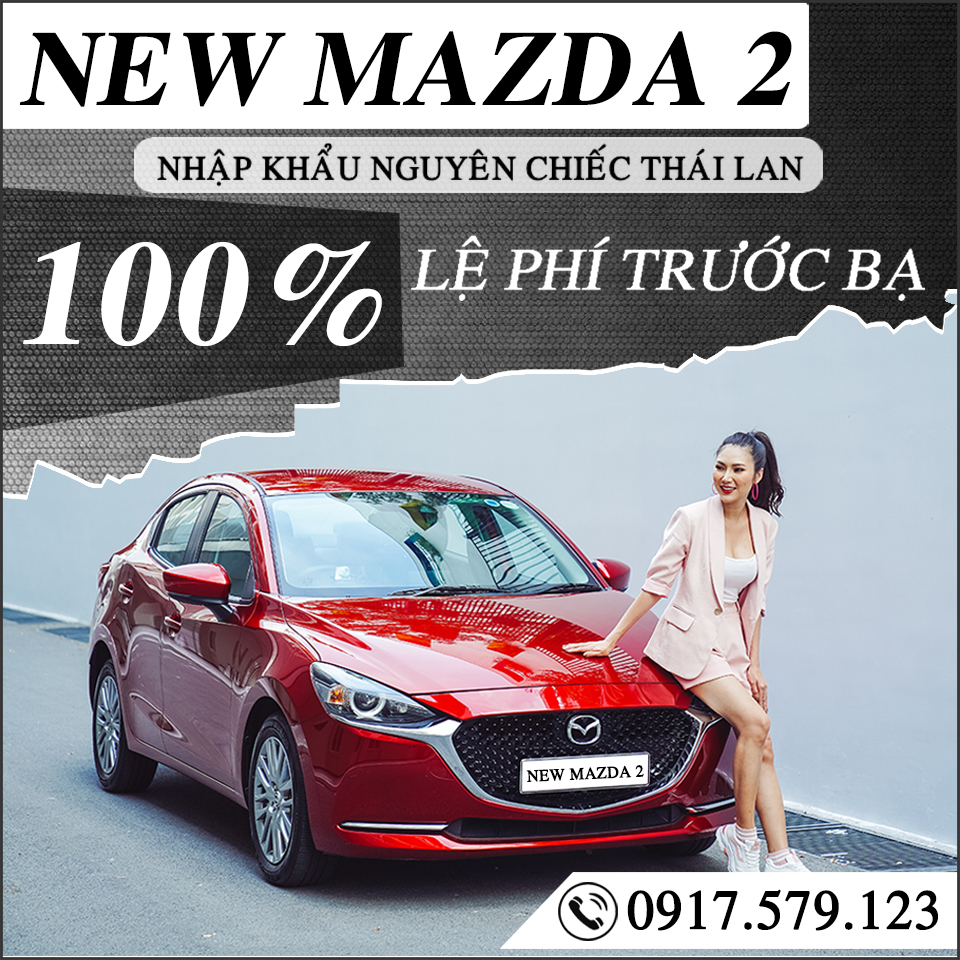 NEW MAZDA 2
NHẬP KHẨU NGUYÊN CHIẾC THÁI LAN
100% LỆ PHÍ TRƯỚC BẠ
NEW MAZDA 2
0917.579.123